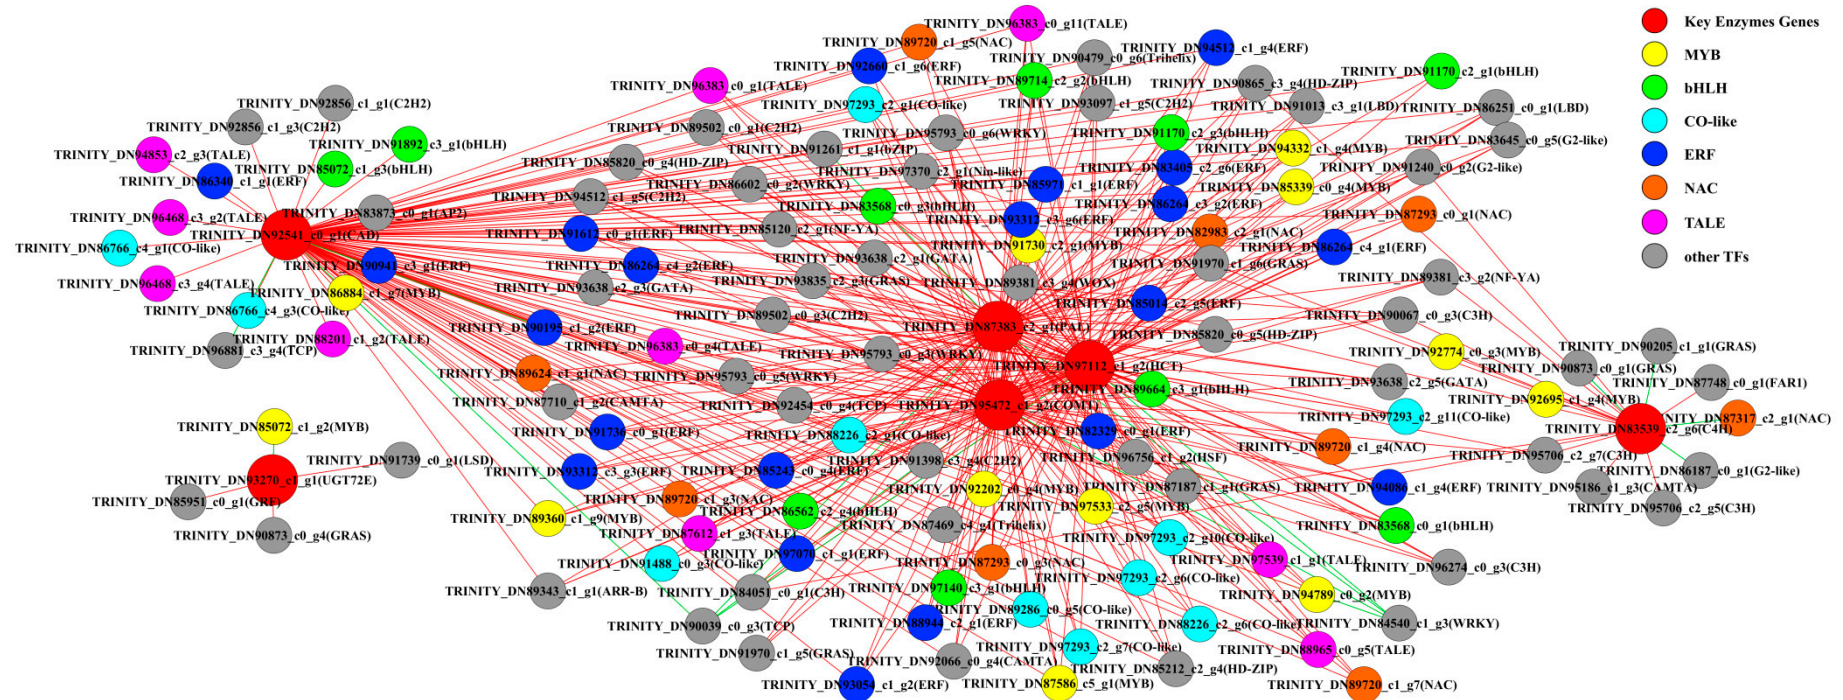 TRINITY_DN96383_c0_g11(TALE)
TRINITY_DN89720_c1_g5(NAC)
TRINITY_DN94512_c1_g4(ERF)
TRINITY_DN90479_c0_g6(Trihelix)
TRINITY_DN92660_c1_g6(ERF)
TRINITY_DN91170_c2_g1(bHLH)
TRINITY_DN89714_c2_g2(bHLH)
TRINITY_DN90865_c3_g4(HD-ZIP)
TRINITY_DN96383_c0_g1(TALE)
TRINITY_DN92856_c1_g1(C2H2)
TRINITY_DN97293_c2_g1(CO-like)
TRINITY_DN93097_c1_g5(C2H2)
TRINITY_DN91013_c3_g1(LBD)
TRINITY_DN86251_c0_g1(LBD)
TRINITY_DN92856_c1_g3(C2H2)
TRINITY_DN89502_c0_g1(C2H2)
TRINITY_DN95793_c0_g6(WRKY)
TRINITY_DN91170_c2_g3(bHLH)
TRINITY_DN83645_c0_g5(G2-like)
TRINITY_DN91892_c3_g1(bHLH)
TRINITY_DN91261_c1_g1(bZIP)
TRINITY_DN94332_c1_g4(MYB)
TRINITY_DN94853_c2_g3(TALE)
TRINITY_DN85820_c0_g4(HD-ZIP)
TRINITY_DN85072_c1_g3(bHLH)
TRINITY_DN97370_c2_g1(Nin-like)
TRINITY_DN83405_c2_g6(ERF)
TRINITY_DN91240_c0_g2(G2-like)
TRINITY_DN86340_c1_g1(ERF)
TRINITY_DN86602_c0_g2(WRKY)
TRINITY_DN85971_c1_g1(ERF)
TRINITY_DN85339_c0_g4(MYB)
TRINITY_DN94512_c1_g5(C2H2)
TRINITY_DN83568_c0_g3(bHLH)
TRINITY_DN86264_c3_g2(ERF)
TRINITY_DN83873_c0_g1(AP2)
TRINITY_DN87293_c0_g1(NAC)
TRINITY_DN96468_c3_g2(TALE)
TRINITY_DN93312_c3_g6(ERF)
TRINITY_DN92541_c0_g1(CAD)
TRINITY_DN91612_c0_g1(ERF)
TRINITY_DN85120_c2_g1(NF-YA)
TRINITY_DN82983_c2_g1(NAC)
TRINITY_DN86766_c4_g1(CO-like)
TRINITY_DN91730_c2_g1(MYB)
TRINITY_DN86264_c4_g1(ERF)
TRINITY_DN93638_c2_g1(GATA)
TRINITY_DN90941_c3_g1(ERF)
TRINITY_DN86264_c4_g2(ERF)
TRINITY_DN91970_c1_g6(GRAS)
TRINITY_DN89381_c3_g2(NF-YA)
TRINITY_DN96468_c3_g4(TALE)
TRINITY_DN93835_c2_g3(GRAS)
TRINITY_DN89381_c3_g4(WOX)
TRINITY_DN86884_c1_g7(MYB)
TRINITY_DN93638_c2_g3(GATA)
TRINITY_DN85014_c2_g5(ERF)
TRINITY_DN86766_c4_g3(CO-like)
TRINITY_DN89502_c0_g3(C2H2)
TRINITY_DN90067_c0_g3(C3H)
TRINITY_DN90195_c1_g2(ERF)
TRINITY_DN87383_c2_g1(PAL)
TRINITY_DN85820_c0_g5(HD-ZIP)
TRINITY_DN88201_c1_g2(TALE)
TRINITY_DN96881_c3_g4(TCP)
TRINITY_DN96383_c0_g4(TALE)
TRINITY_DN95793_c0_g3(WRKY)
TRINITY_DN92774_c0_g3(MYB)
TRINITY_DN90205_c1_g1(GRAS)
TRINITY_DN97112_c1_g2(HCT)
TRINITY_DN90873_c0_g1(GRAS)
TRINITY_DN89624_c1_g1(NAC)
TRINITY_DN95793_c0_g5(WRKY)
TRINITY_DN93638_c2_g5(GATA)
TRINITY_DN87748_c0_g1(FAR1)
TRINITY_DN89664_c3_g1(bHLH)
TRINITY_DN87710_c1_g2(CAMTA)
TRINITY_DN92454_c0_g4(TCP)
TRINITY_DN95472_c1_g2(COMT)
TRINITY_DN92695_c1_g4(MYB)
TRINITY_DN97293_c2_g11(CO-like)
TRINITY_DN87317_c2_g1(NAC)
TRINITY_DN85072_c1_g2(MYB)
TRINITY_DN91736_c0_g1(ERF)
TRINITY_DN88226_c2_g1(CO-like)
TRINITY_DN82329_c0_g1(ERF)
TRINITY_DN83539_c2_g6(C4H)
TRINITY_DN89720_c1_g4(NAC)
TRINITY_DN91739_c0_g1(LSD)
TRINITY_DN91398_c3_g4(C2H2)
TRINITY_DN96756_c1_g2(HSF)
TRINITY_DN95706_c2_g7(C3H)
TRINITY_DN93312_c3_g3(ERF)
TRINITY_DN85243_c0_g4(ERF)
TRINITY_DN86187_c0_g1(G2-like)
TRINITY_DN93270_c1_g1(UGT72E)
TRINITY_DN87187_c1_g1(GRAS)
TRINITY_DN94086_c1_g4(ERF)
TRINITY_DN95186_c1_g3(CAMTA)
TRINITY_DN92202_c0_g4(MYB)
TRINITY_DN85951_c0_g1(GRF)
TRINITY_DN89720_c1_g3(NAC)
TRINITY_DN97533_c2_g5(MYB)
TRINITY_DN95706_c2_g5(C3H)
TRINITY_DN86562_c2_g4(bHLH)
TRINITY_DN89360_c1_g9(MYB)
TRINITY_DN87469_c4_g1(Trihelix)
TRINITY_DN83568_c0_g1(bHLH)
TRINITY_DN90873_c0_g4(GRAS)
TRINITY_DN87612_c1_g3(TALE)
TRINITY_DN97293_c2_g10(CO-like)
TRINITY_DN97070_c1_g1(ERF)
TRINITY_DN97539_c1_g1(TALE)
TRINITY_DN91488_c0_g3(CO-like)
TRINITY_DN87293_c0_g3(NAC)
TRINITY_DN96274_c0_g3(C3H)
TRINITY_DN97293_c2_g6(CO-like)
TRINITY_DN89343_c1_g1(ARR-B)
TRINITY_DN84051_c0_g1(C3H)
TRINITY_DN97140_c3_g1(bHLH)
TRINITY_DN94789_c0_g2(MYB)
TRINITY_DN89286_c0_g5(CO-like)
TRINITY_DN90039_c0_g3(TCP)
TRINITY_DN88944_c2_g1(ERF)
TRINITY_DN88226_c2_g6(CO-like)
TRINITY_DN84540_c1_g3(WRKY)
TRINITY_DN97293_c2_g7(CO-like)
TRINITY_DN88965_c0_g5(TALE)
TRINITY_DN91970_c1_g5(GRAS)
TRINITY_DN92066_c0_g4(CAMTA)
TRINITY_DN85212_c2_g4(HD-ZIP)
TRINITY_DN93054_c1_g2(ERF)
TRINITY_DN87586_c5_g1(MYB)
TRINITY_DN89720_c1_g7(NAC)
Key Enzymes Genes
MYB
bHLH
CO-like
ERF
NAC
TALE
other TFs